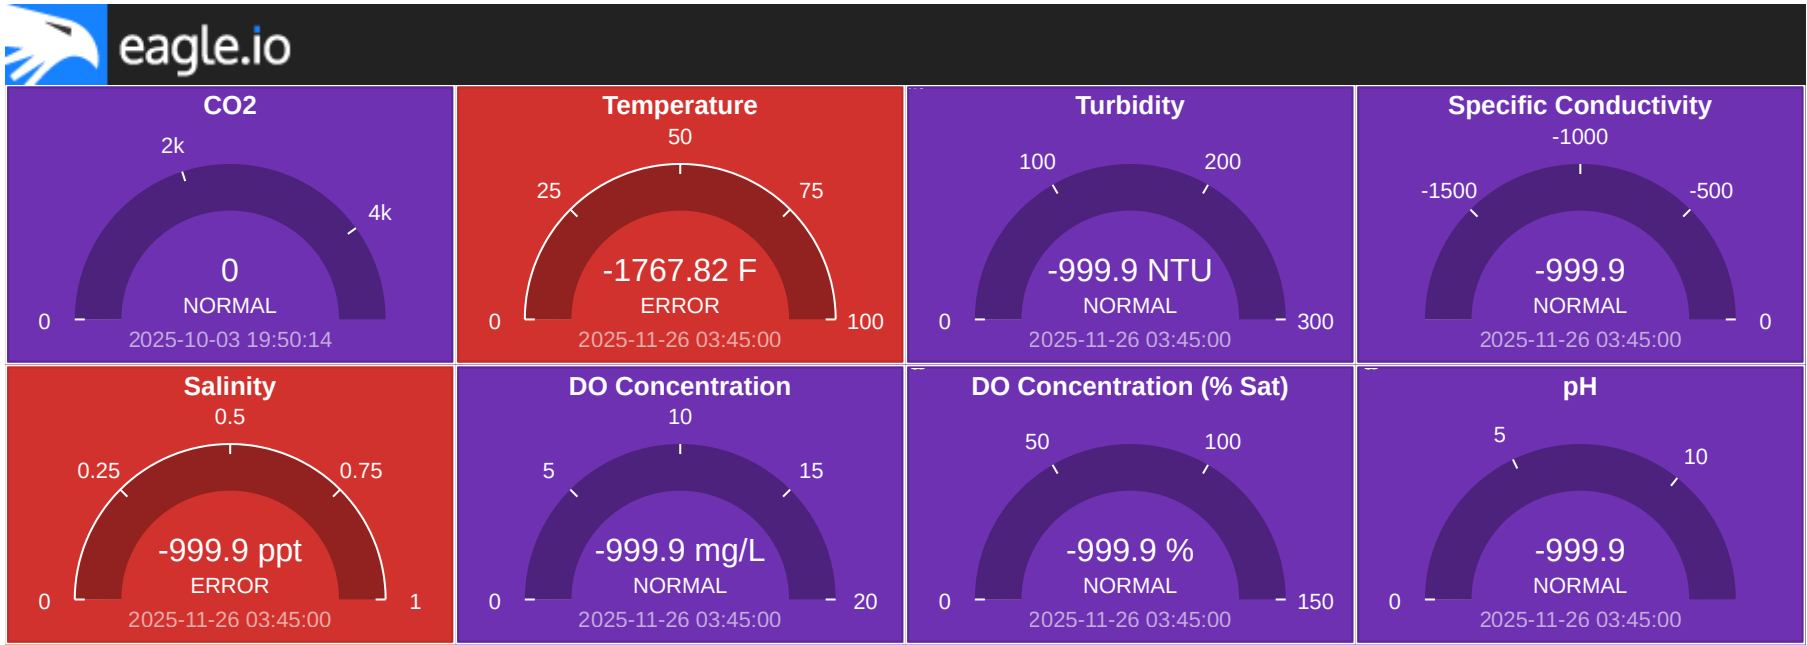 eagle.io
CO2
2k
4k
0
0
NORMAL
2025-10-03 19:50:14
Temperature
50
25
75
0
100
-1767.82 F
ERROR
2025-11-26 03:45:00
Turbidity
100
200
0
300
-999.9 NTU
NORMAL
2025-11-26 03:45:00
Specific Conductivity
-1000
-1500
-500
0
-999.9
NORMAL
2025-11-26 03:45:00
Salinity
0.5
0.25
0.75
0
1
-999.9 ppt
ERROR
2025-11-26 03:45:00
DO Concentration
10
5
15
0
20
-999.9 mg/L
NORMAL
2025-11-26 03:45:00
DO Concentration (% Sat)
50
100
0
150
-999.9 %
NORMAL
2025-11-26 03:45:00
pH
5
10
0
-999.9
NORMAL
2025-11-26 03:45:00